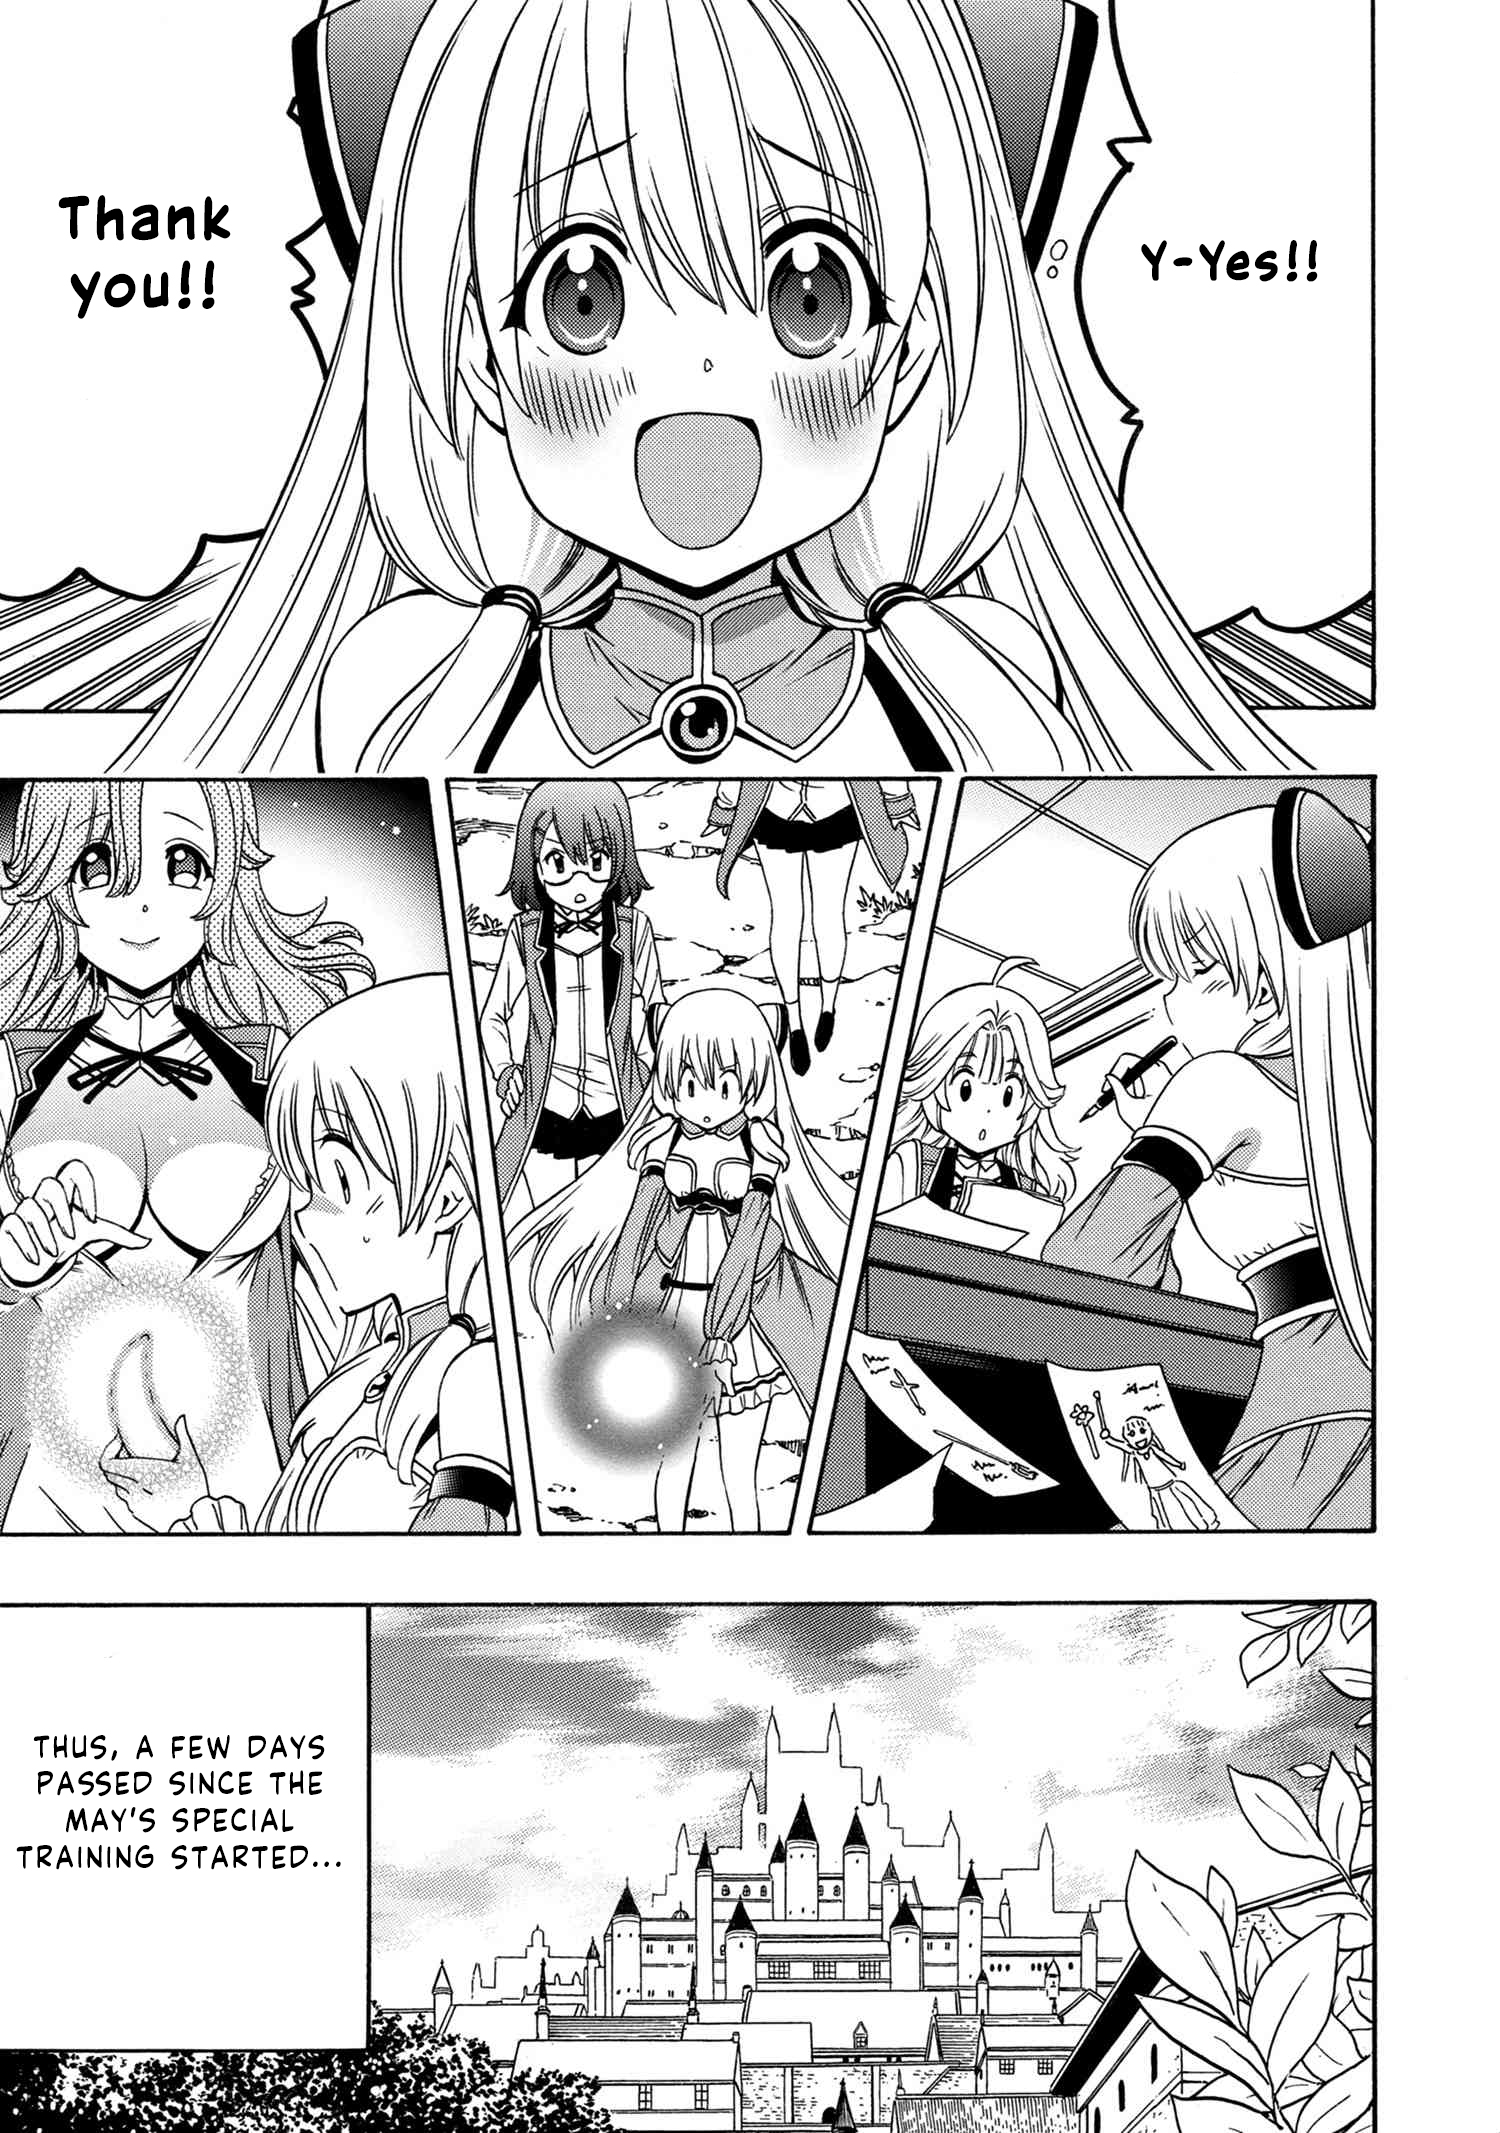 Y-Yes!!
Thank
you!!
THUS, A FEW DAYS
PASSED SINCE THE
MAY'S SPECIAL
TRAINING STARTED...